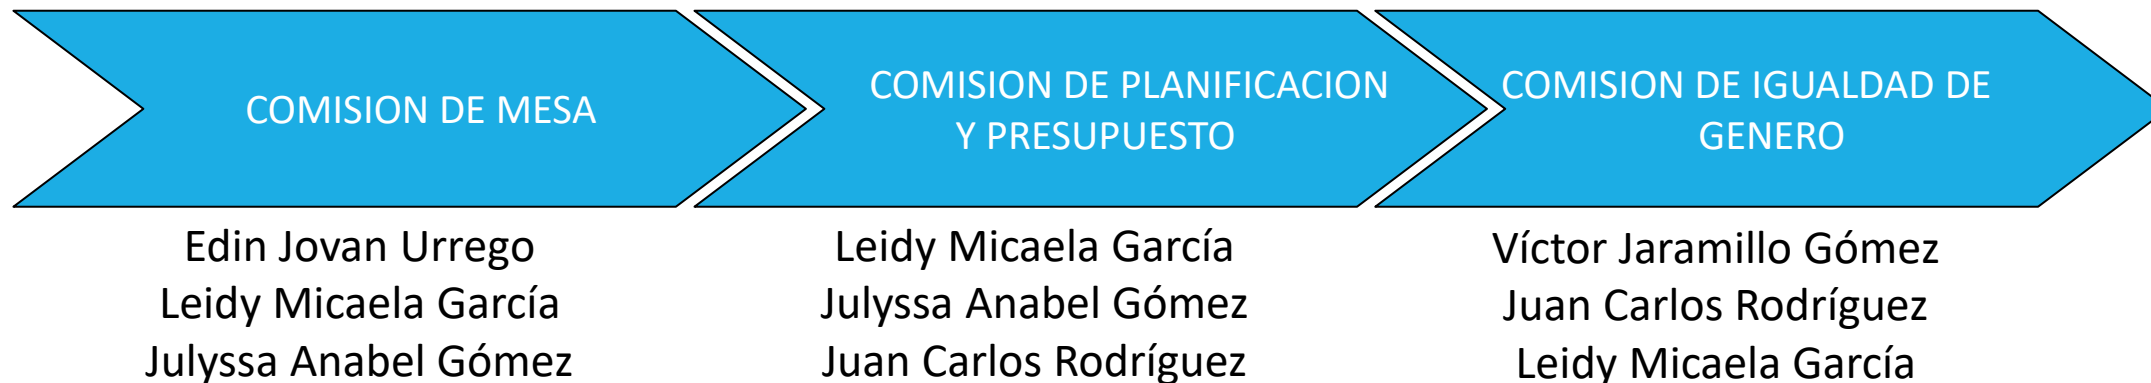 COMISION DE MESA
Edin Jovan Urrego
Leidy Micaela García
Julyssa Anabel Gómez
COMISION DE PLANIFICACION
Y PRESUPUESTO
Leidy Micaela García
Julyssa Anabel Gómez
Juan Carlos Rodríguez
COMISION DE IGUALDAD DE
GENERO
Víctor Jaramillo Gómez
Juan Carlos Rodríguez
Leidy Micaela García